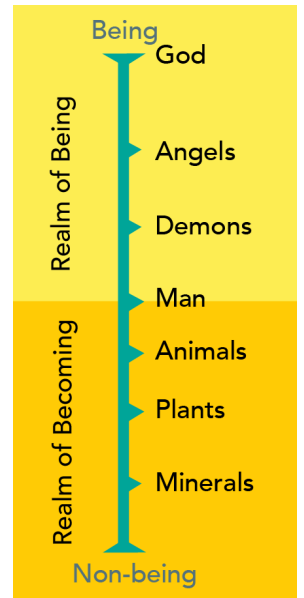 Being
God
Realm of Being
Angels
Demons
Man
Realm of Becoming
Animals
Plants
Minerals
Non-being